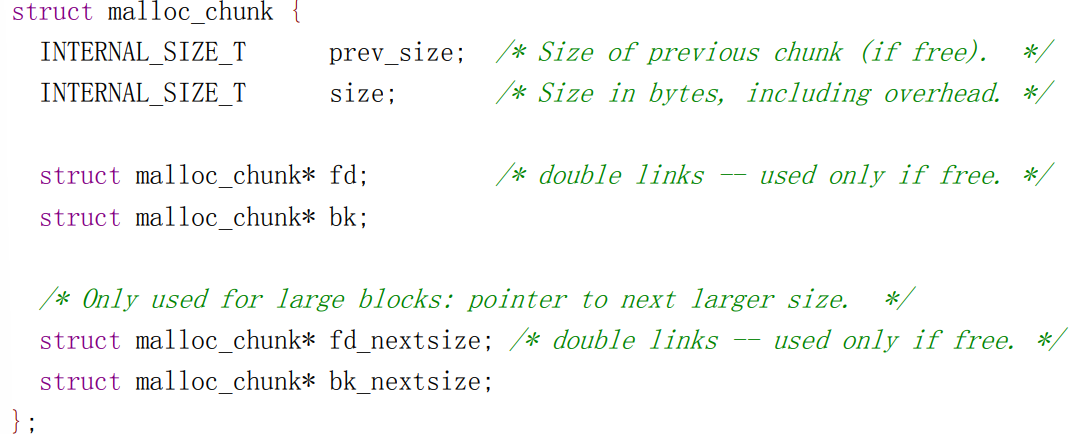 struct malloc_chunk {
INTERNAL_SIZE_T prev_size; /* Size of previous chunk (if free). */
INTERNAL_SIZE_T size; /* Size in bytes, including overhead. */
struct malloc_chunk* fd; /* double links -- used only if free. */
struct malloc_chunk* bk;
/* Only used for large blocks: pointer to next larger size. */
struct malloc_chunk* fd_nextsize; /* double links -- used only if free. */
struct malloc_chunk* bk_nextsize;
};